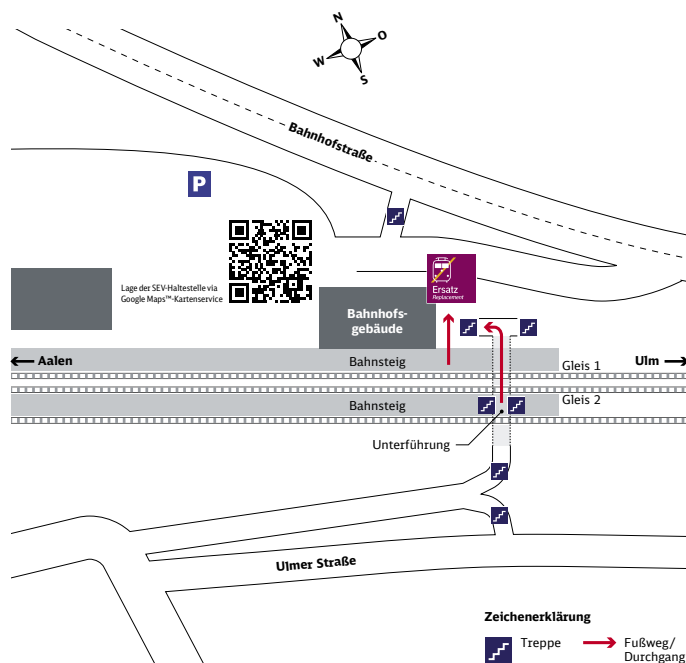 N
O
W
S
Bahnhofstraße
P
Lage der SEV-Haltestelle via
Google Maps™-Kartenservice
Ersatz
Replacement
Bahnhofs-
gebäude
← Aalen
Bahnsteig
Gleis 1
Ulm →
Bahnsteig
Gleis 2
Unterführung
Ulmer Straße
Zeichenerklärung
Treppe
Fußweg/
Durchgang